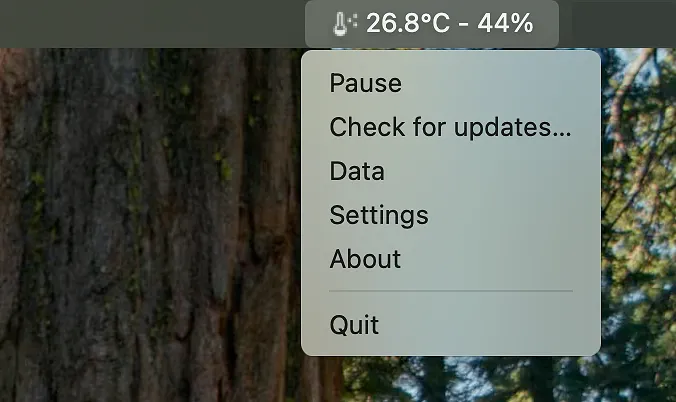 26.8°C - 44%
Pause
Check for updates...
Data
Settings
About
Quit